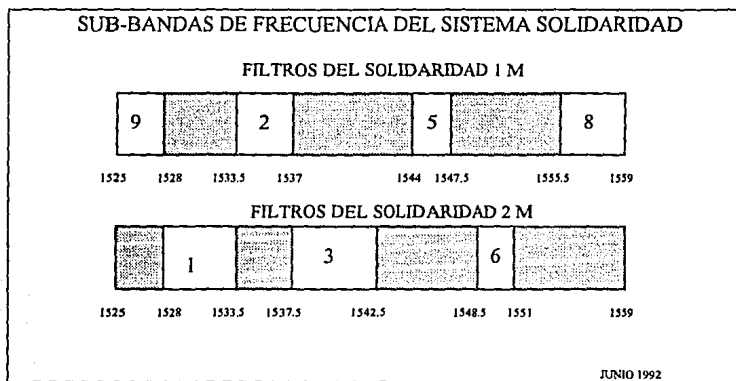 SUB-BANDAS DE FRECUENCIA DEL SISTEMA SOLIDARIDAD
FILTROS DEL SOLIDARIDAD 1 M
9 2 5 8
1525 1528 1533.5 1537 1544 1547.5 1555.5 1559
FILTROS DEL SOLIDARIDAD 2 M
1 3 6
1525 1528 1533.5 1537.5 1542.5 1548.5 1551 1559
JUNIO 1992